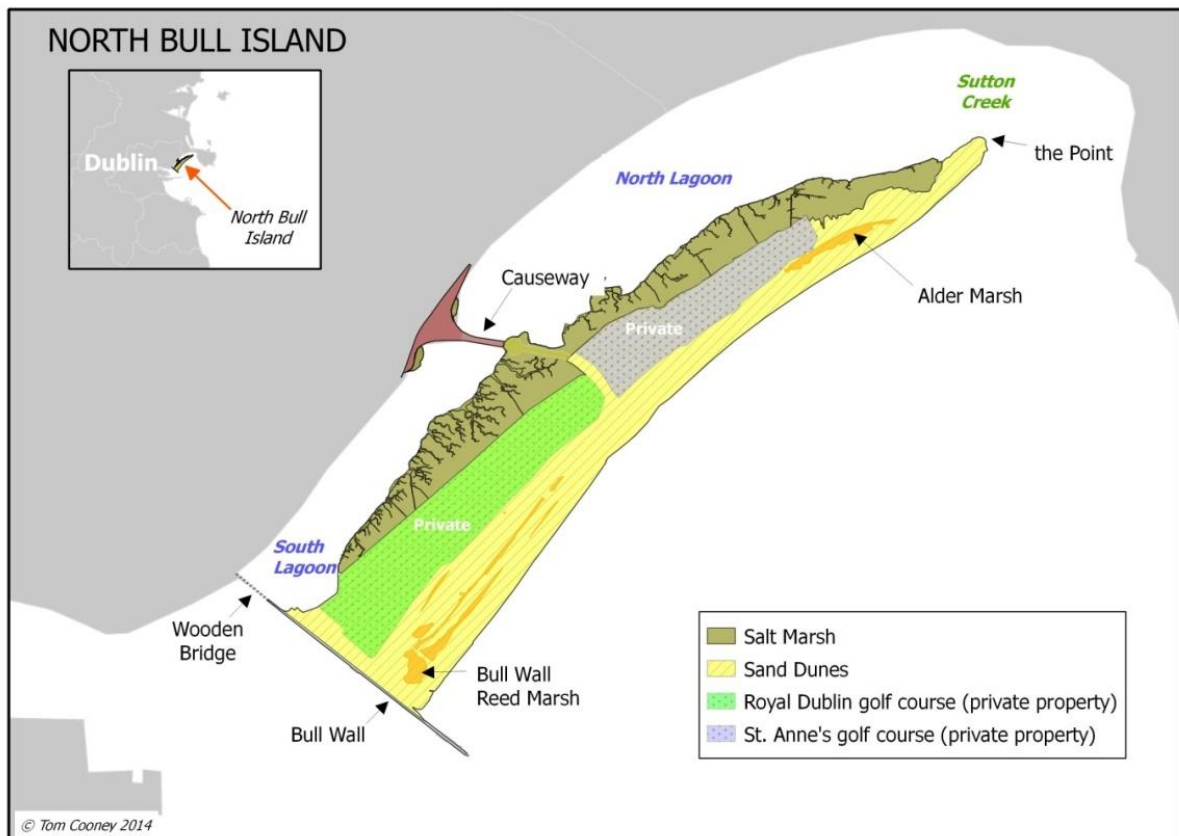 NORTH BULL ISLAND
Dublin
North Bull
Island
Sutton
Creek
the Point
North Lagoon
Causeway
Alder Marsh
Private
Private
South
Lagoon
Wooden
Bridge
Bull Wall
Reed Marsh
Bull Wall
Salt Marsh
Sand Dunes
Royal Dublin golf course (private property)
St. Anne's golf course (private property)
© Tom Cooney 2014